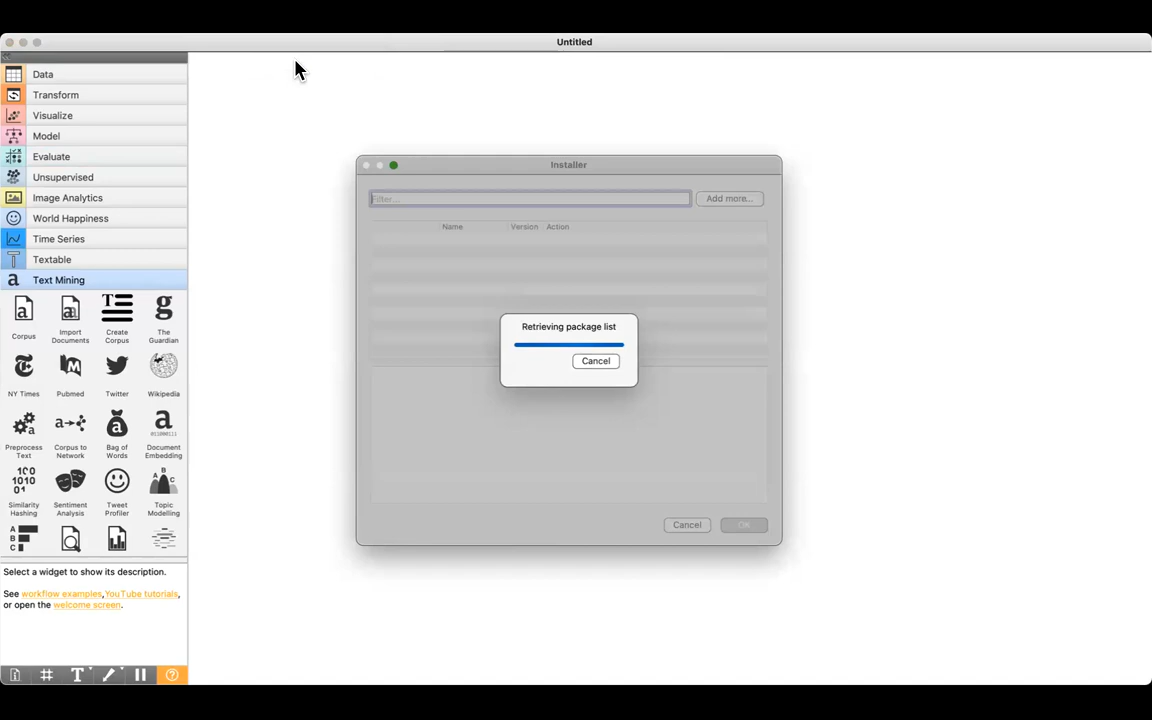 Untitled
Data
Transform
Visualize
Model
Evaluate
Unsupervised
Image Analytics
World Happiness
Time Series
Textable
Text Mining
Corpus
Import Documents
Create Corpus
The Guardian
NY Times
Pubmed
Twitter
Wikipedia
Preprocess Text
Corpus to Network
Bag of Words
Document Embedding
Similarity Hashing
Sentiment Analysis
Tweet Profiler
Topic Modelling
Select a widget to show its description.
See workflow examples, YouTube tutorials,
or open the welcome screen.
Installer
Filter...
Add more...
Name Version Action
Retrieving package list
Cancel
Cancel
OK